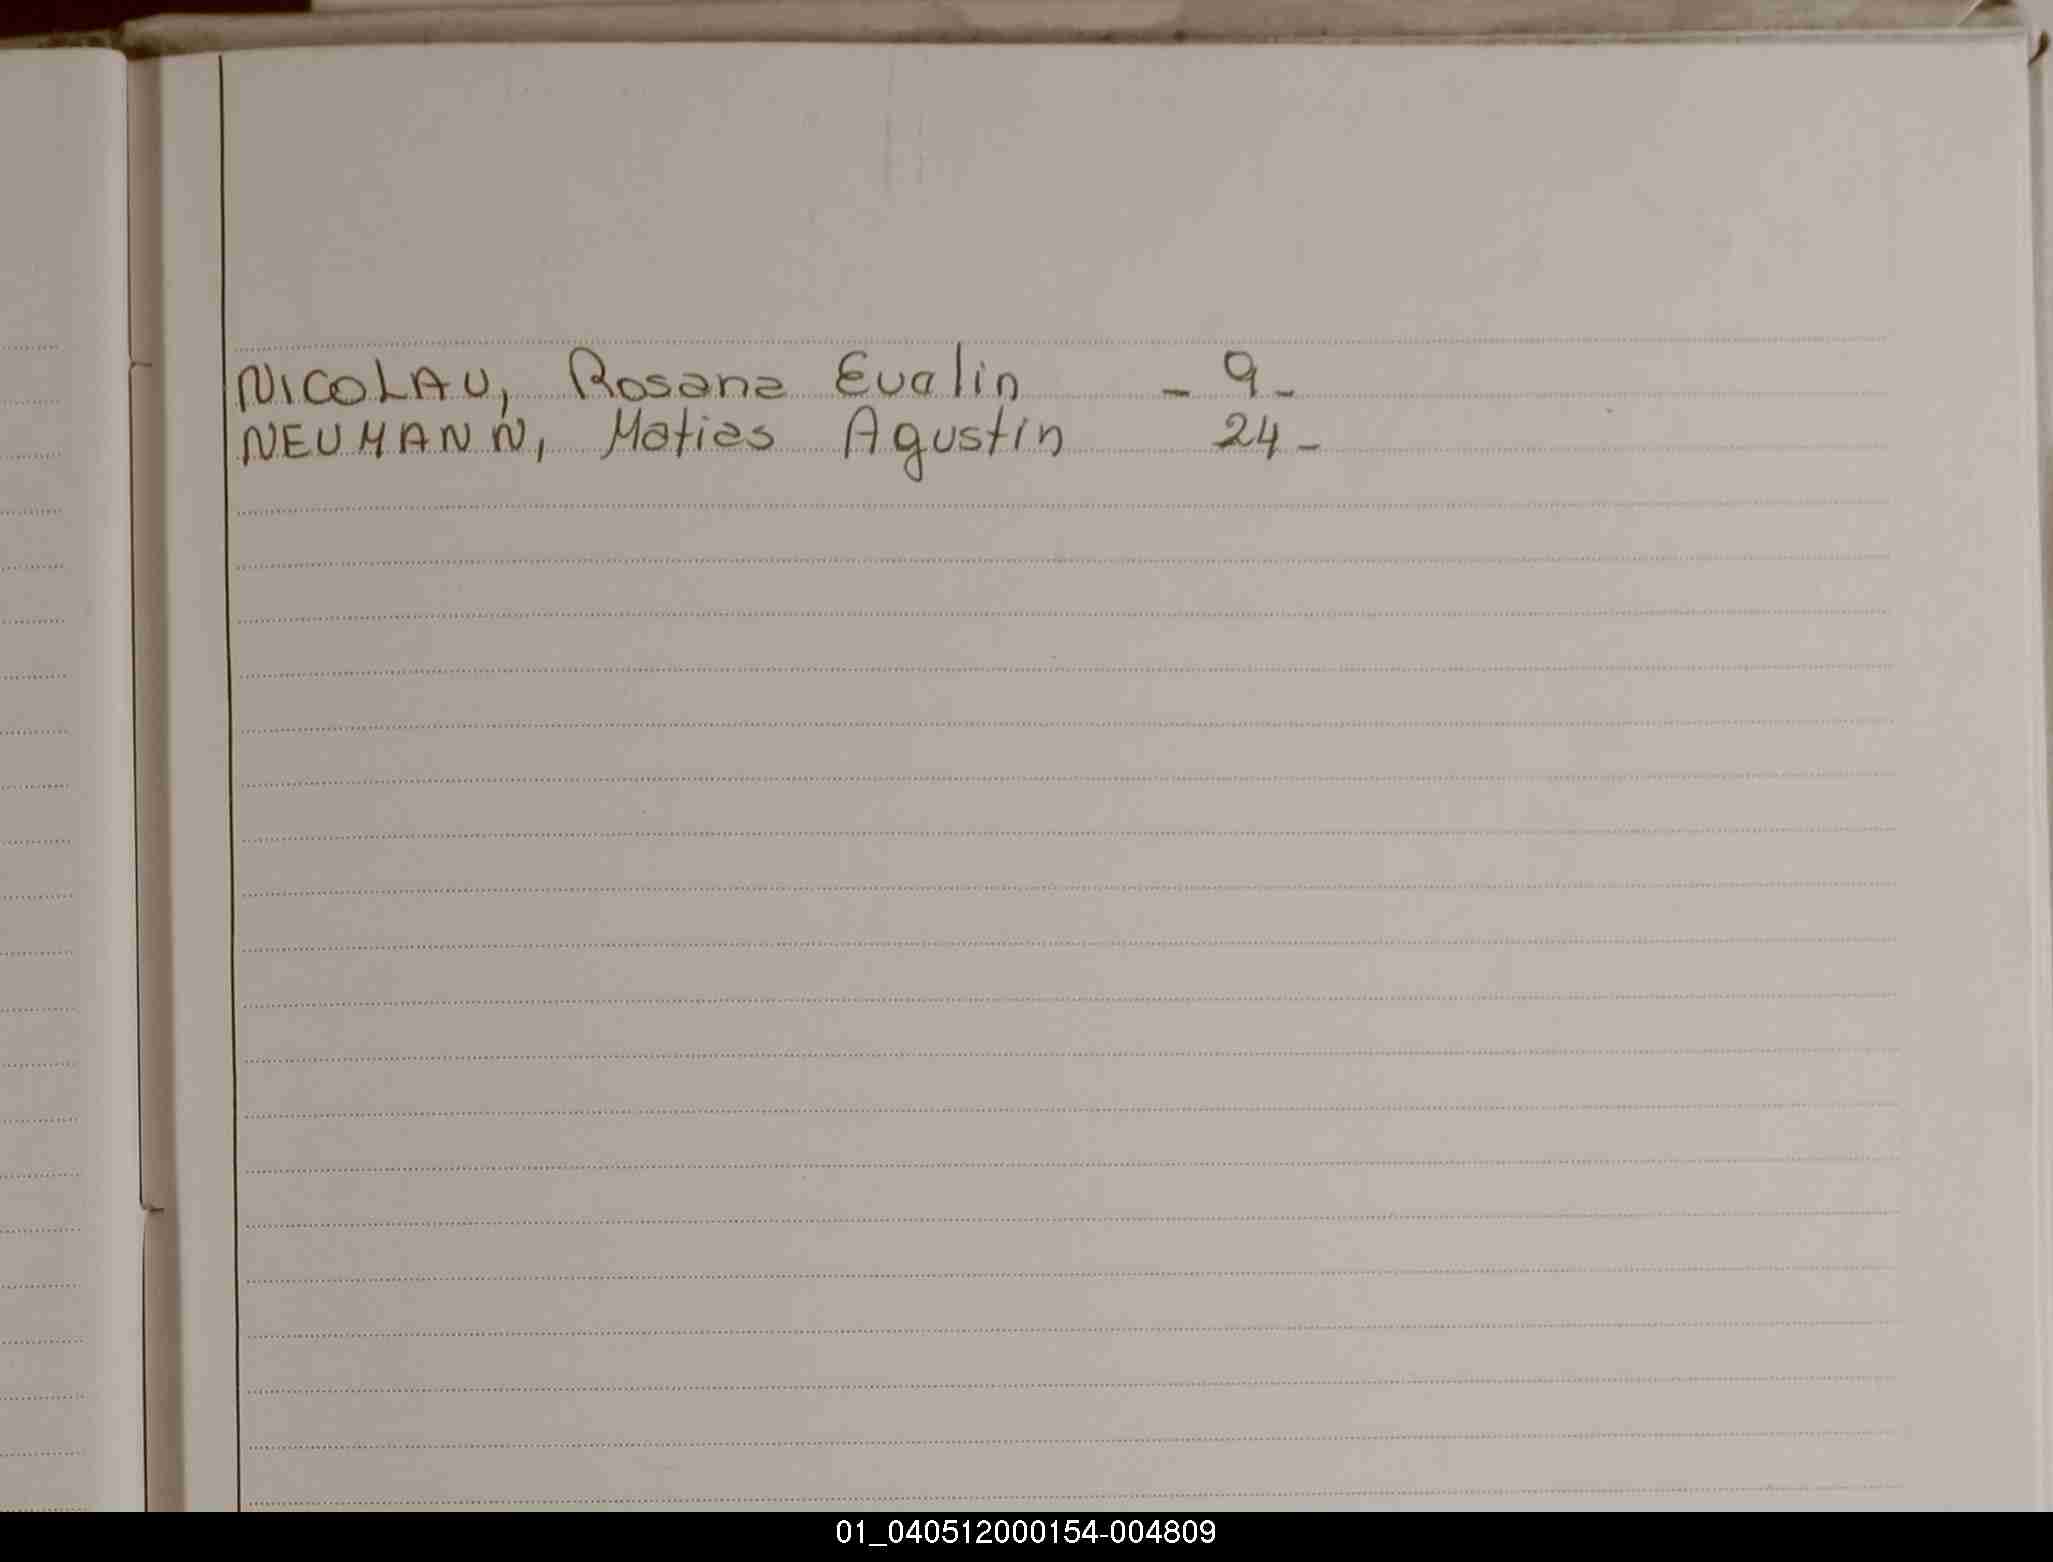 NICOLAU, Rosana Evalin - 9-
NEUMANN, Matias Agustin 24-
01_040512000154-004809